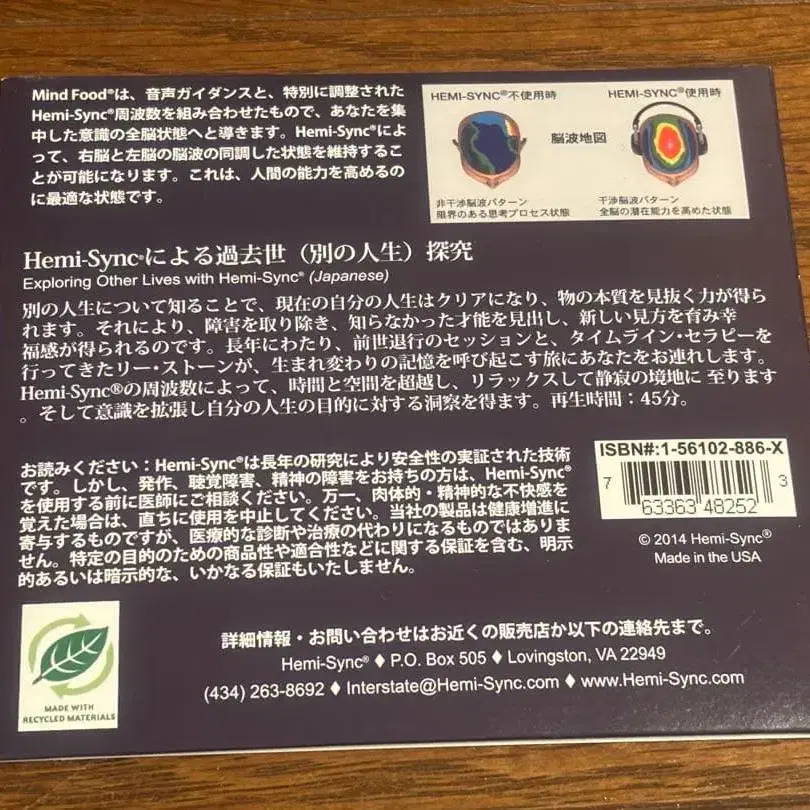 Mind Food®は、音声ガイダンスと、特別に調整された
Hemi-Sync®周波数を組み合わせたもので、あなたを集
中した意識の全脳状態へと導きます。Hemi-Sync®によ
って、右脳と左脳の脳波の同調した状態を維持するこ
とが可能になります。これは、人間の能力を高めるの
に最適な状態です。
HEMI-SYNC®不使用時
HEMI-SYNC®使用時
脳波地図
非干渉脳波パターン
限界のある思考プロセス状態
干渉脳波パターン
全脳の潜在能力を高めた状態
Hemi-Sync®による過去世（別の人生）探究
Exploring Other Lives with Hemi-Sync® (Japanese)
別の人生について知ることで、現在の自分の人生はクリアになり、物の本質を見抜く力が得ら
れます。それにより、障害を取り除き、知らなかった才能を見出し、新しい見方を育み幸
福感が得られるのです。長年にわたり、前世退行のセッションと、タイムライン・セラピーを
行ってきたリー・ストーンが、生まれ変わりの記憶を呼び起こす旅にあなたをお連れします。
Hemi-Sync®の周波数によって、時間と空間を超越し、リラックスして静寂の境地に 至ります
。そして意識を拡張し自分の人生の目的に対する洞察を得ます。再生時間：45分。
お読みください：Hemi-Sync®は長年の研究により安全性の実証された技術
です。しかし、発作、聴覚障害、精神の障害をお持ちの方は、Hemi-Sync®
を使用する前に医師にご相談ください。万一、肉体的・精神的な不快感を
覚えた場合は、直ちに使用を中止してください。当社の製品は健康増進に
寄与するものですが、医療的な診断や治療の代わりになるものではありま
せん。特定の目的のための商品性や適合性などに関する保証を含む、明示
的あるいは暗示的な、いかなる保証もいたしません。
ISBN#:1-56102-886-X
7 63363 48252 3
© 2014 Hemi-Sync®
Made in the USA
MADE WITH
RECYCLED MATERIALS
詳細情報・お問い合わせはお近くの販売店か以下の連絡先まで。
Hemi-Sync® ♦ P.O. Box 505 ♦ Lovingston, VA 22949
(434) 263-8692 ♦ Interstate@Hemi-Sync.com ♦ www.Hemi-Sync.com